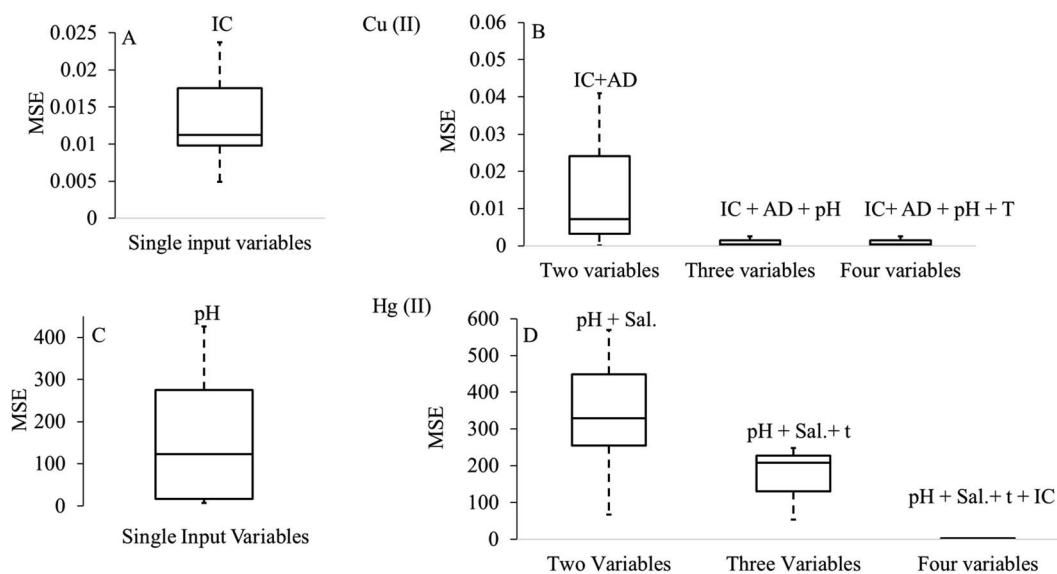 Cu (II)
A
IC
0.025
0.02
0.015
0.01
0.005
0
MSE
Single input variables
B
0.06
0.05
0.04
0.03
0.02
0.01
0
MSE
IC+AD
IC + AD + pH
IC+ AD + pH + T
Two variables
Three variables
Four variables
Hg (II)
C
pH
400
300
200
100
0
MSE
Single Input Variables
D
600
500
400
300
200
100
0
MSE
pH + Sal.
pH + Sal.+ t
pH + Sal.+ t + IC
Two Variables
Three Variables
Four variables